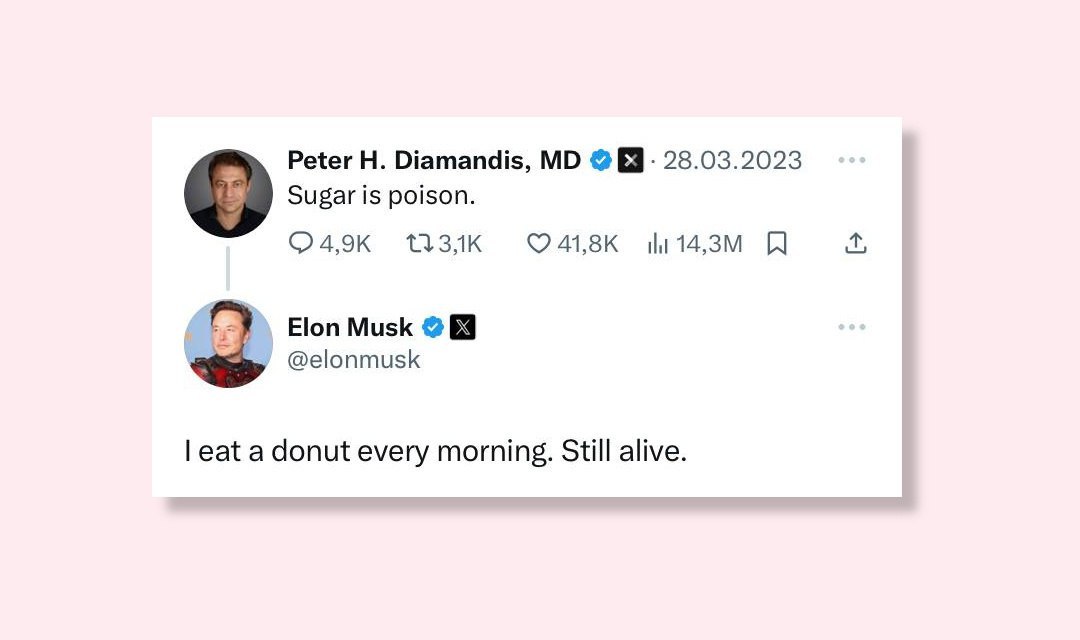 Peter H. Diamandis, MD · 28.03.2023
Sugar is poison.
4,9K 3,1K 41,8K 14,3M
Elon Musk
@elonmusk
I eat a donut every morning. Still alive.